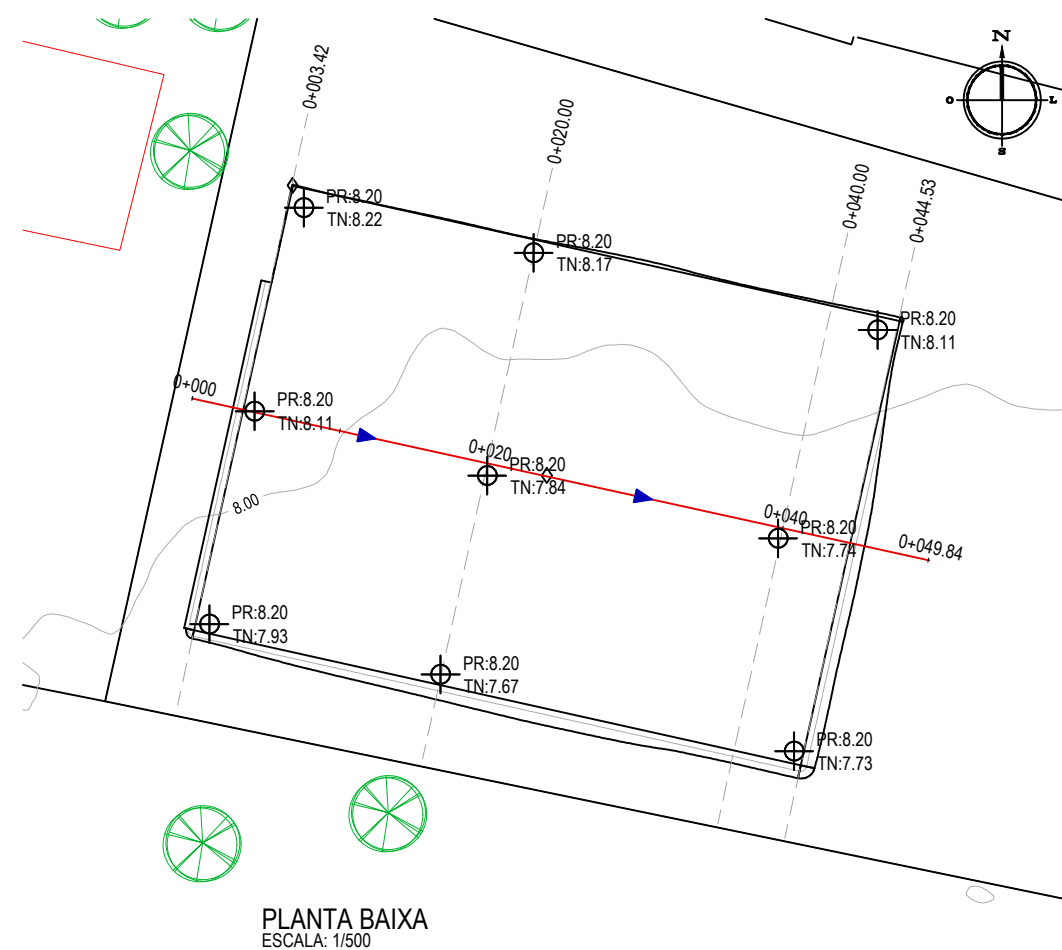 N
O
L
S
0+003.42
0+020.00
0+040.00
0+044.53
PR:8.20
TN:8.22
PR:8.20
TN:8.17
PR:8.20
TN:8.11
0+000
PR:8.20
TN:8.11
0+020
PR:8.20
TN:7.84
0+040
PR:8.20
TN:7.74
0+049.84
8.00
PR:8.20
TN:7.93
PR:8.20
TN:7.67
PR:8.20
TN:7.73
PLANTA BAIXA
ESCALA: 1/500